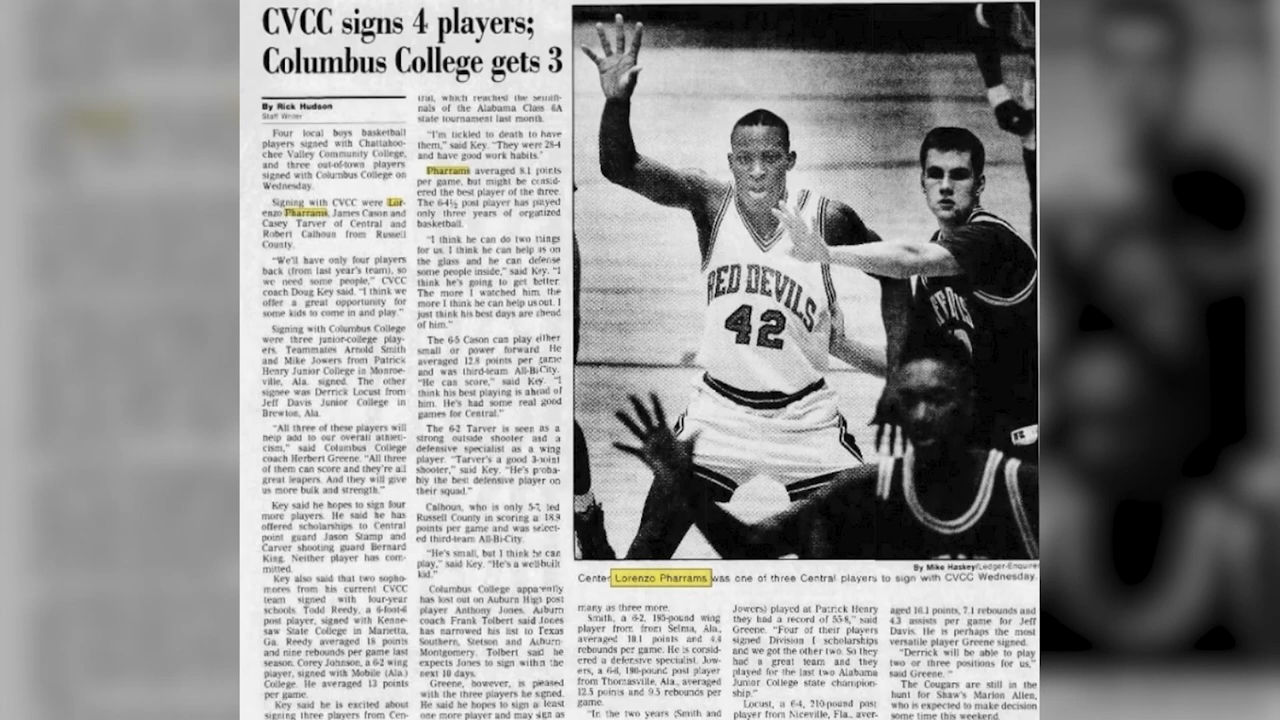 CVCC signs 4 players;
Columbus College gets 3
By Rick Hudson
Staff Writer
Four local boys basketball
players signed with Chattahoo-
chee Valley Community College,
and three out-of-town players
signed with Columbus College on
Wednesday.
Signing with CVCC were Lor-
enzo Pharrams, James Cason and
Casey Tarver of Central and
Robert Calhoun from Russell
County.
"We'll have only four players
back (from last year's team), so
we need some people," CVCC
coach Doug Key said. "I think we
offer a great opportunity for
some kids to come in and play."
Signing with Columbus College
were three junior-college play-
ers. Teammates Arnold Smith
and Mike Jowers from Patrick
Henry Junior College in Monroe-
ville, Ala. signed. The other
signee was Derrick Locust from
Jeff Davis Junior College in
Brewton, Ala.
"All three of these players will
help add to our overall athleti-
cism," said Columbus College
coach Herbert Greene. "All three
of them can score and they're all
great leapers. And they will give
us more bulk and strength."
Key said he hopes to sign four
more players. He said he has
offered scholarships to Central
point guard Jason Stamp and
Carver shooting guard Bernard
King. Neither player has com-
mitted.
Key also said that two sopho-
mores from his current CVCC
team signed with four-year
schools. Todd Reedy, a 6-foot-6
post player, signed with Kenne-
saw State College in Marietta,
Ga. Reedy averaged 18 points
and nine rebounds per game last
season. Corey Johnson, a 6-2 wing
player, signed with Mobile (Ala.)
College. He averaged 13 points
per game.
Key said he is excited about
signing three players from Cen-
tral, which reached the semifi-
nals of the Alabama Class 6A
state tournament last month.
"I'm tickled to death to have
them," said Key. "They were 28-4
and have good work habits."
Pharrams averaged 8.1 points
per game, but might be consid-
ered the best player of the three.
The 6-4½ post player has played
only three years of organized
basketball.
"I think he can do two things
for us. I think he can help us on
the glass and he can defense
some people inside," said Key. "I
think he's going to get better.
The more I watched him, the
more I think he can help us out. I
just think his best days are ahead
of him."
The 6-5 Cason can play either
small or power forward. He
averaged 12.8 points per game
and was third-team All-Bi-City.
"He can score," said Key. "I
think his best playing is ahead of
him. He's had some real good
games for Central."
The 6-2 Tarver is seen as a
strong outside shooter and a
defensive specialist as a wing
player. "Tarver's a good 3-point
shooter," said Key. "He's proba-
bly the best defensive player on
their squad."
Calhoun, who is only 5-7, led
Russell County in scoring at 18.9
points per game and was select-
ed third-team All-Bi-City.
"He's small, but I think he can
play," said Key. "He's a well-built
kid."
Columbus College apparently
has lost out on Auburn High post
player Anthony Jones. Auburn
coach Frank Tolbert said Jones
has narrowed his list to Texas
Southern, Stetson and Auburn-
Montgomery. Tolbert said he
expects Jones to sign within the
next 10 days.
Greene, however, is pleased
with the three players he signed.
He said he hopes to sign at least
one more player and may sign as
RED DEVILS
42
By Mike Haskey/Ledger-Enquirer
Center Lorenzo Pharrams was one of three Central players to sign with CVCC Wednesday.
many as three more.
Smith, a 6-2, 185-pound wing
player from from Selma, Ala.,
averaged 18.1 points and 4.4
rebounds per game. He is consid-
ered a defensive specialist. Jow-
ers, a 6-6, 190-pound post player
from Thomasville, Ala., averaged
12.5 points and 9.5 rebounds per
game.
"In the two years (Smith and
Jowers) played at Patrick Henry
they had a record of 55-8," said
Greene. "Four of their players
signed Division I scholarships
and we got the other two. So they
had a great team and they
played for the last two Alabama
Junior College state champion-
ship."
Locust, a 6-4, 210-pound post
player from Niceville, Fla., aver-
aged 16.1 points, 7.1 rebounds and
4.3 assists per game for Jeff
Davis. He is perhaps the most
versatile player Greene signed.
"Derrick will be able to play
two or three positions for us,"
said Greene. "
The Cougars are still in the
hunt for Shaw's Marion Allen,
who is expected to make decision
some time this weekend.